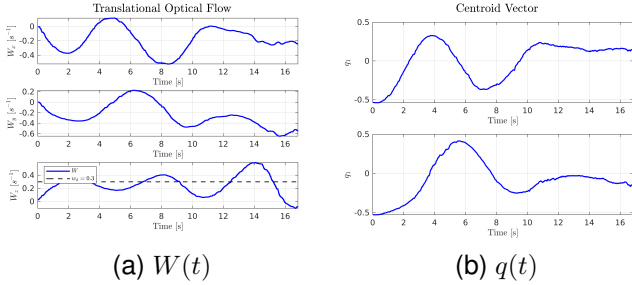 Translational Optical Flow
0
-0.2
-0.4
W_x [s^{-1}]
0 2 4 6 8 10 12 14 16
Time [s]
0.2
0
-0.2
-0.4
-0.6
W_y [s^{-1}]
0 2 4 6 8 10 12 14 16
Time [s]
0.4
0.2
0
W_z [s^{-1}]
W
ω_d = 0.3
0 2 4 6 8 10 12 14 16
Time [s]
(a) W(t)
Centroid Vector
0.5
0
-0.5
0 2 4 6 8 10 12 14 16
Time [s]
0.5
0
-0.5
0 2 4 6 8 10 12 14 16
Time [s]
(b) q(t)